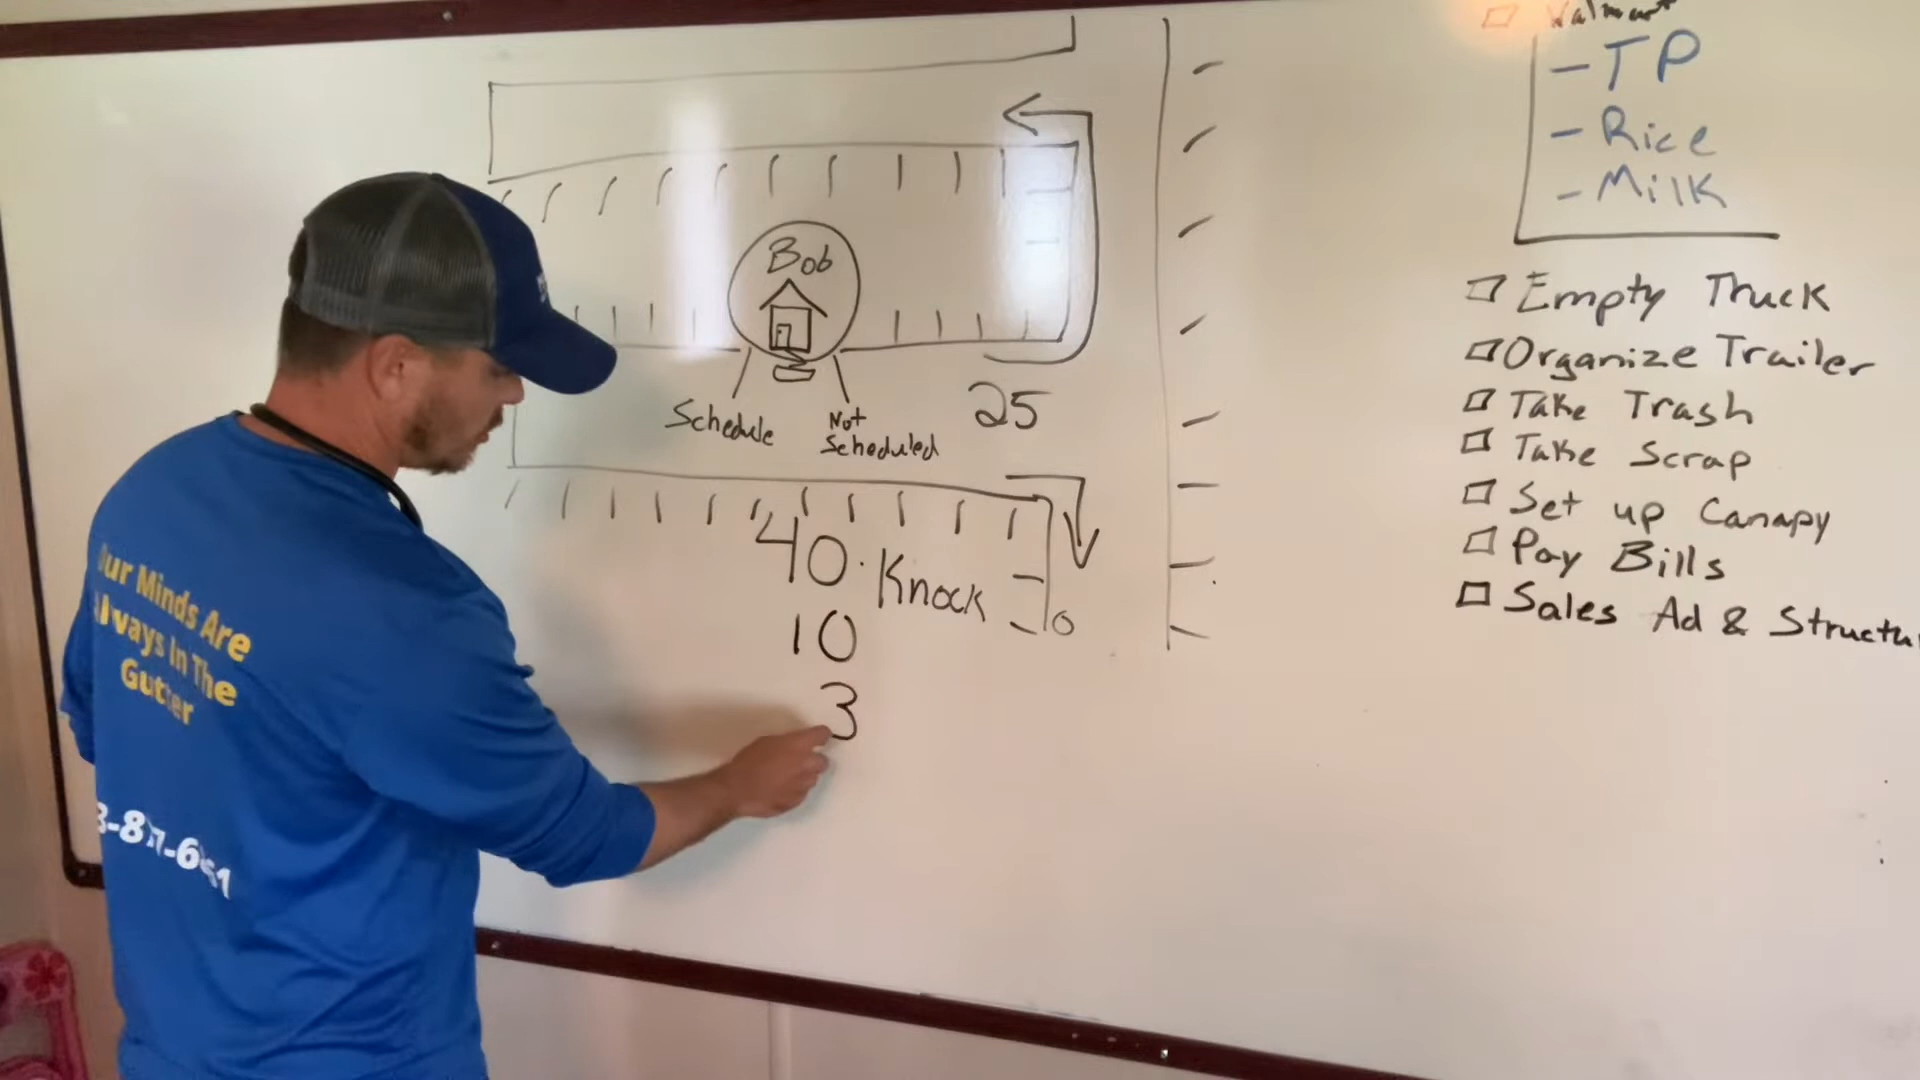 Bob
Schedule
Not
Scheduled
25
40 · Knock
10
3
Walmart
- TP
- Rice
- Milk
Empty Truck
Organize Trailer
Take Trash
Take Scrap
Set up Canapy
Pay Bills
Sales Ad &
Our Minds Are
Always In The
Gutter